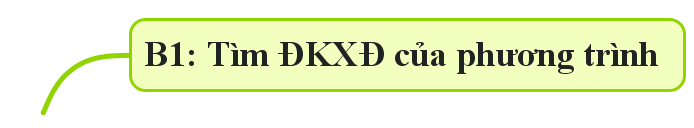 B1: Tìm ĐKXĐ của phương trình